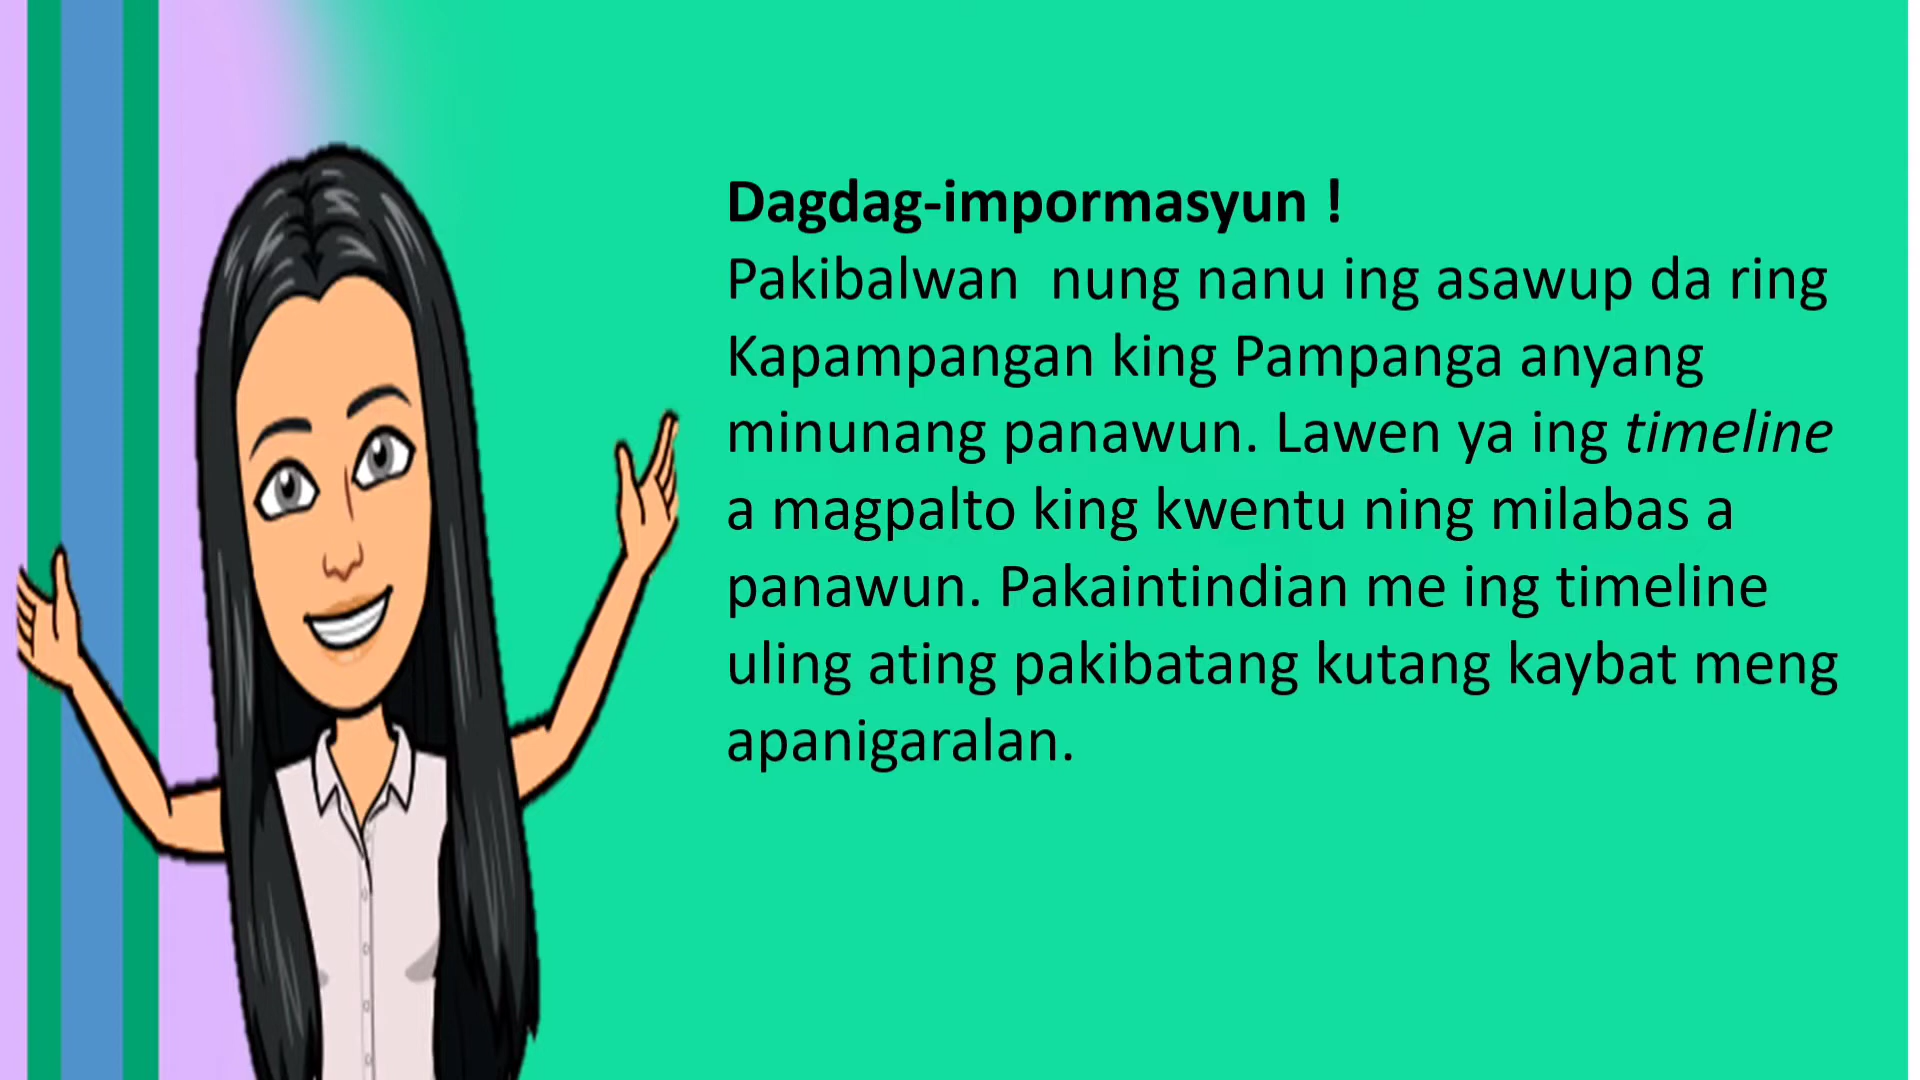 Dagdag-impormasyun !
Pakibalwan  nung nanu ing asawup da ring
Kapampangan king Pampanga anyang
minunang panawun. Lawen ya ing timeline
a magpalto king kwentu ning milabas a
panawun. Pakaintindian me ing timeline
uling ating pakibatang kutang kaybat meng
apanigaralan.